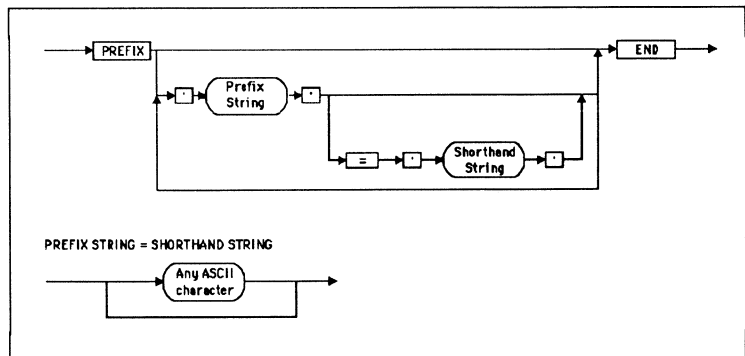 PREFIX
END
'
Prefix
String
'
=
'
Shorthand
String
'
PREFIX STRING = SHORTHAND STRING
Any ASCII
character